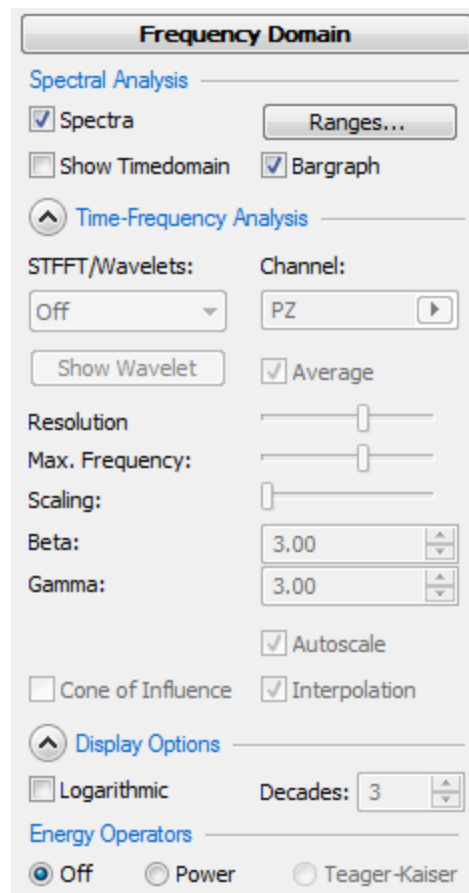 Frequency Domain
Spectral Analysis
Spectra Ranges...
Show Timedomain Bargraph
Time-Frequency Analysis
STFFT/Wavelets: Channel:
Off PZ
Show Wavelet Average
Resolution
Max. Frequency:
Scaling:
Beta: 3.00
Gamma: 3.00
Autoscale
Cone of Influence Interpolation
Display Options
Logarithmic Decades: 3
Energy Operators
Off Power Teager-Kaiser